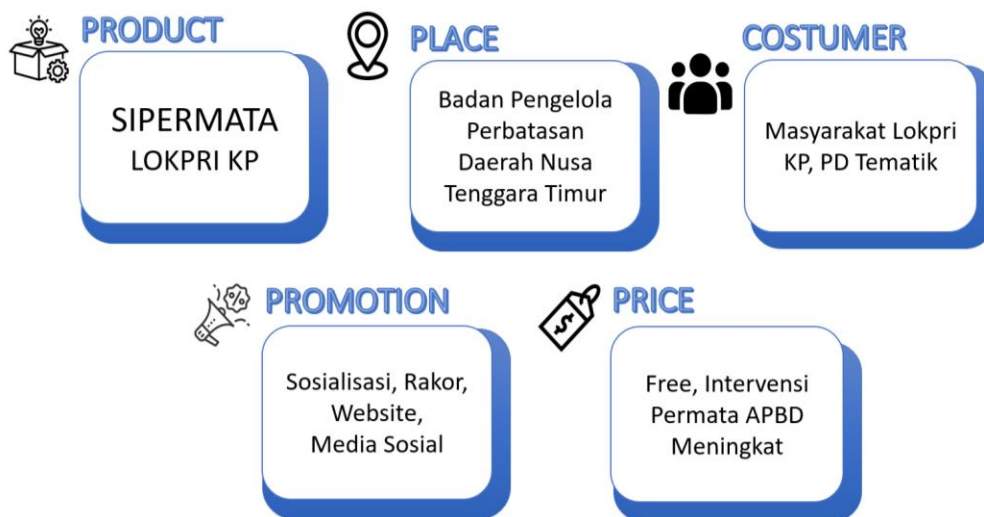 PRODUCT
SIPERMATA
LOKPRI KP
PLACE
Badan Pengelola
Perbatasan
Daerah Nusa
Tenggara Timur
COSTUMER
Masyarakat Lokpri
KP, PD Tematik
PROMOTION
Sosialisasi, Rakor,
Website,
Media Sosial
PRICE
Free, Intervensi
Permata APBD
Meningkat